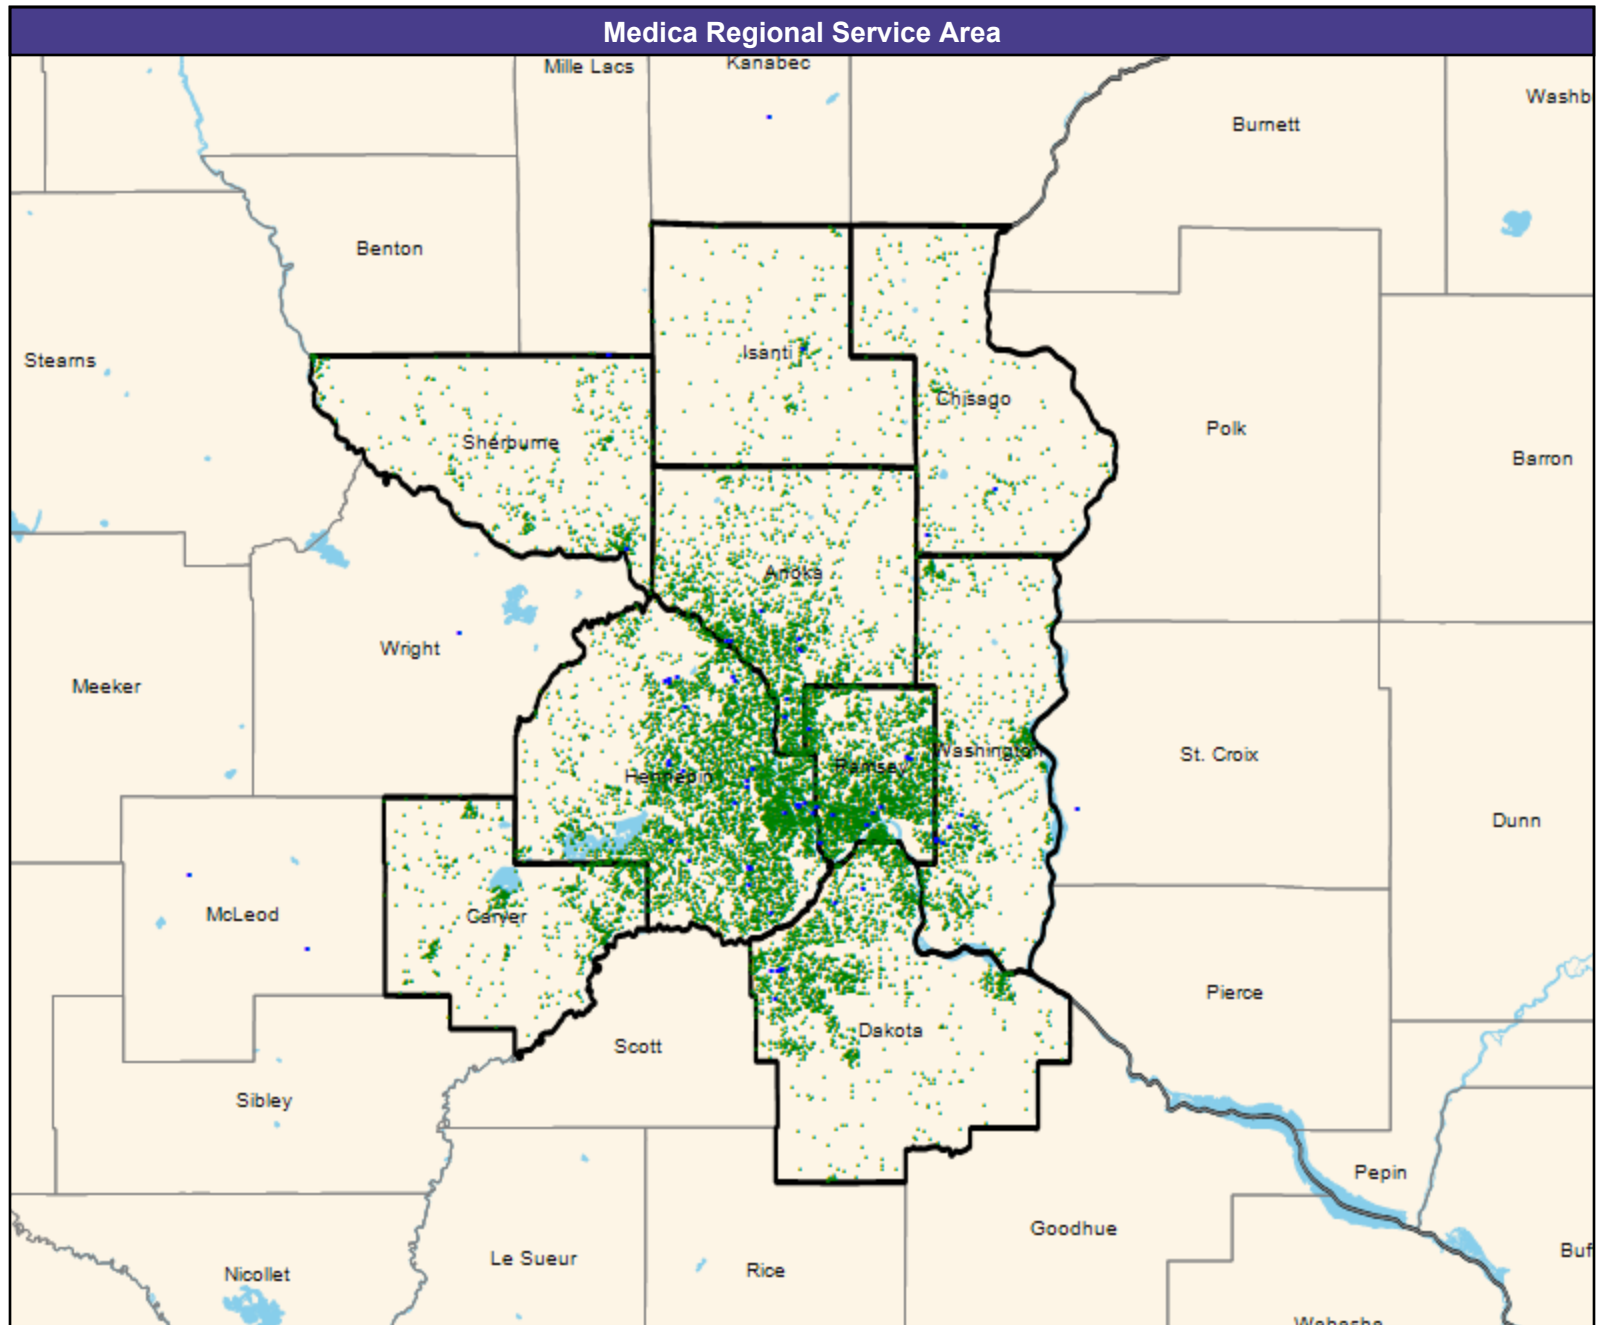 Medica Regional Service Area
Mille Lacs
Kanabec
Washb
Burnett
Benton
Stearns
Isanti
Chisago
Polk
Sherburne
Barron
Anoka
Wright
Meeker
Washington
St. Croix
Hennepin
Ramsey
Dunn
McLeod
Carver
Pierce
Dakota
Scott
Sibley
Pepin
Goodhue
Buf
Le Sueur
Rice
Nicollet